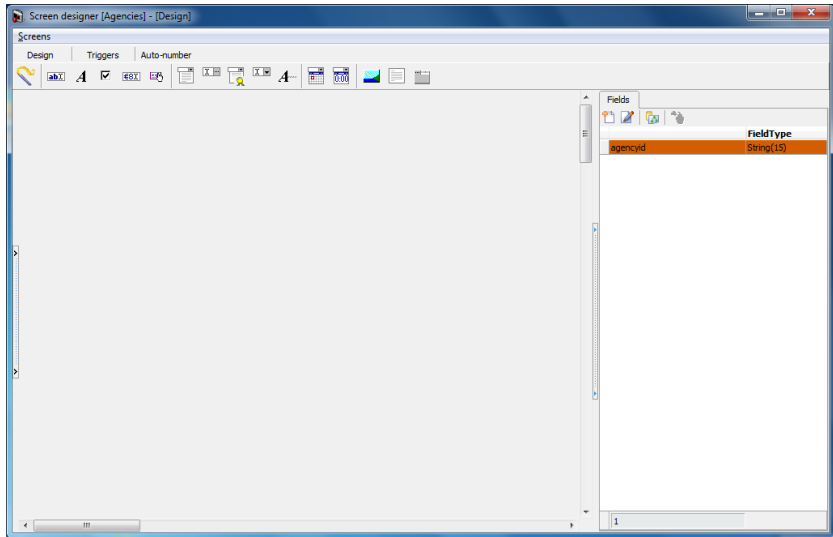 Screen designer [Agencies] - [Design]
Screens
Design Triggers Auto-number
Fields
FieldType
agencyid String(15)
1